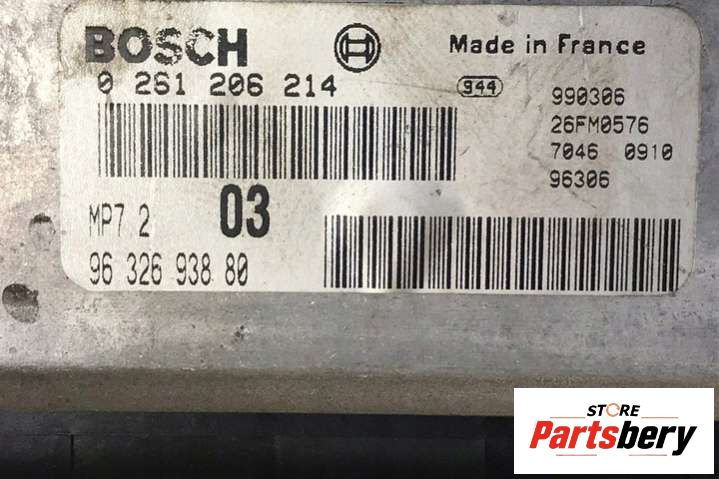 BOSCH
Made in France
0 261 206 214
944
990306
26FM0576
7046 0910
96306
MP7 2
03
96 326 938 80
STORE
Partsbery